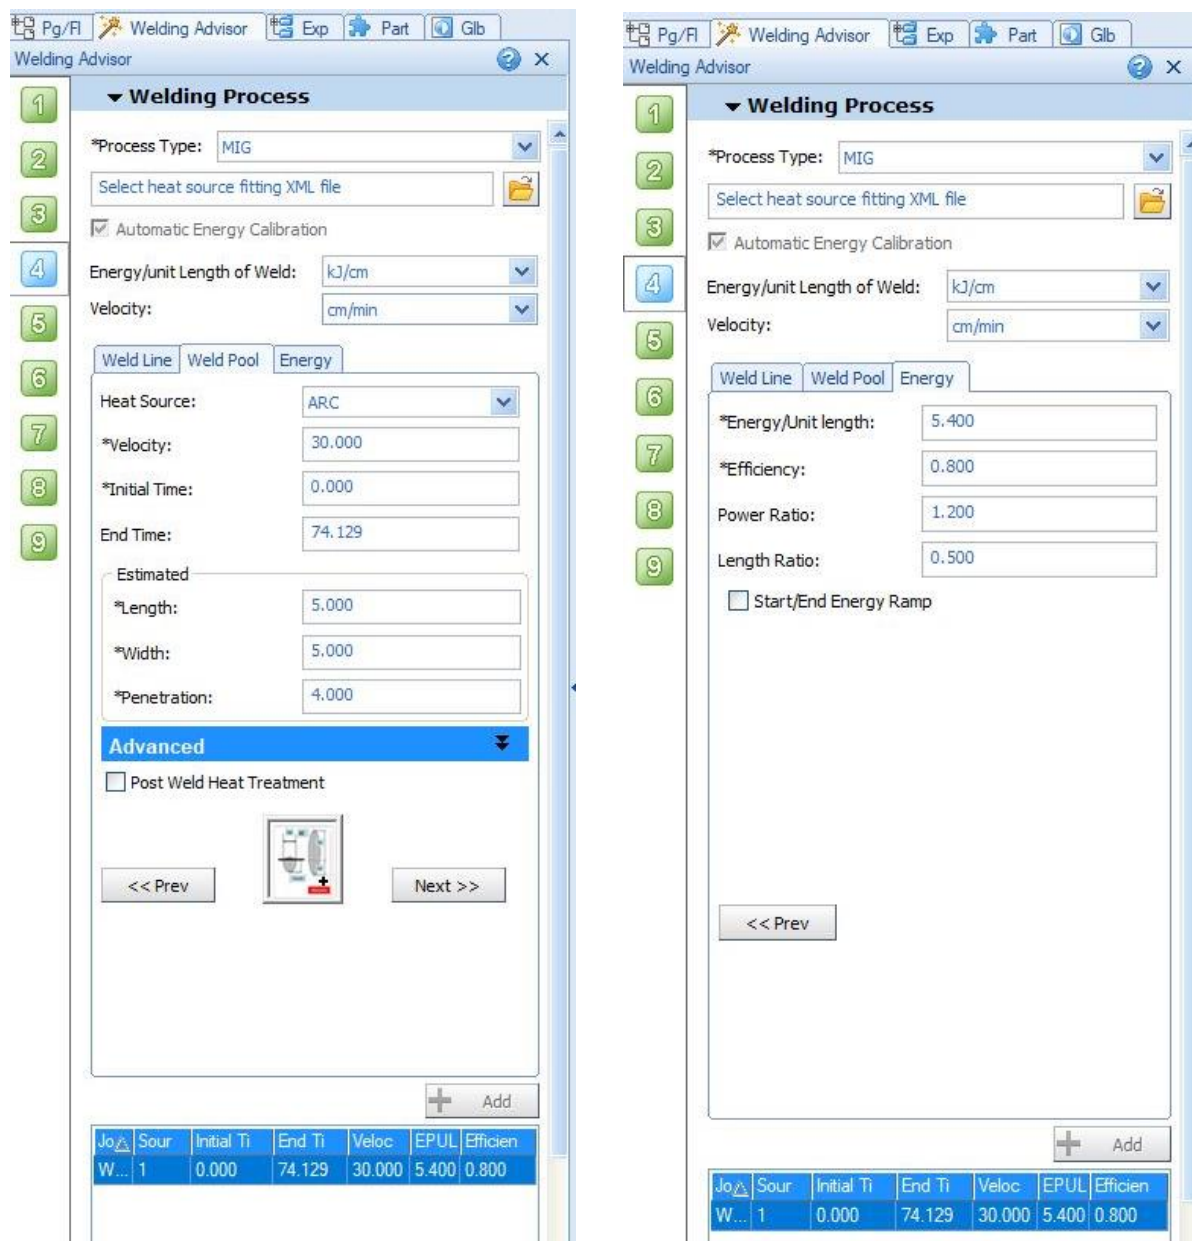 Pg/Fl Welding Advisor Exp Part Glb
Welding Advisor
1
2
3
4
5
6
7
8
9
Welding Process
*Process Type: MIG
Select heat source fitting XML file
Automatic Energy Calibration
Energy/unit Length of Weld: kJ/cm
Velocity: cm/min
Weld Line Weld Pool Energy
Heat Source: ARC
*Velocity: 30.000
*Initial Time: 0.000
End Time: 74.129
Estimated
*Length: 5.000
*Width: 5.000
*Penetration: 4.000
Advanced
Post Weld Heat Treatment
<< Prev Next >>
Add
Jo Sour Initial Ti End Ti Veloc EPUL Efficien
W... 1 0.000 74.129 30.000 5.400 0.800
Pg/Fl Welding Advisor Exp Part Glb
Welding Advisor
1
2
3
4
5
6
7
8
9
Welding Process
*Process Type: MIG
Select heat source fitting XML file
Automatic Energy Calibration
Energy/unit Length of Weld: kJ/cm
Velocity: cm/min
Weld Line Weld Pool Energy
*Energy/Unit length: 5.400
*Efficiency: 0.800
Power Ratio: 1.200
Length Ratio: 0.500
Start/End Energy Ramp
<< Prev
Add
Jo Sour Initial Ti End Ti Veloc EPUL Efficien
W... 1 0.000 74.129 30.000 5.400 0.800